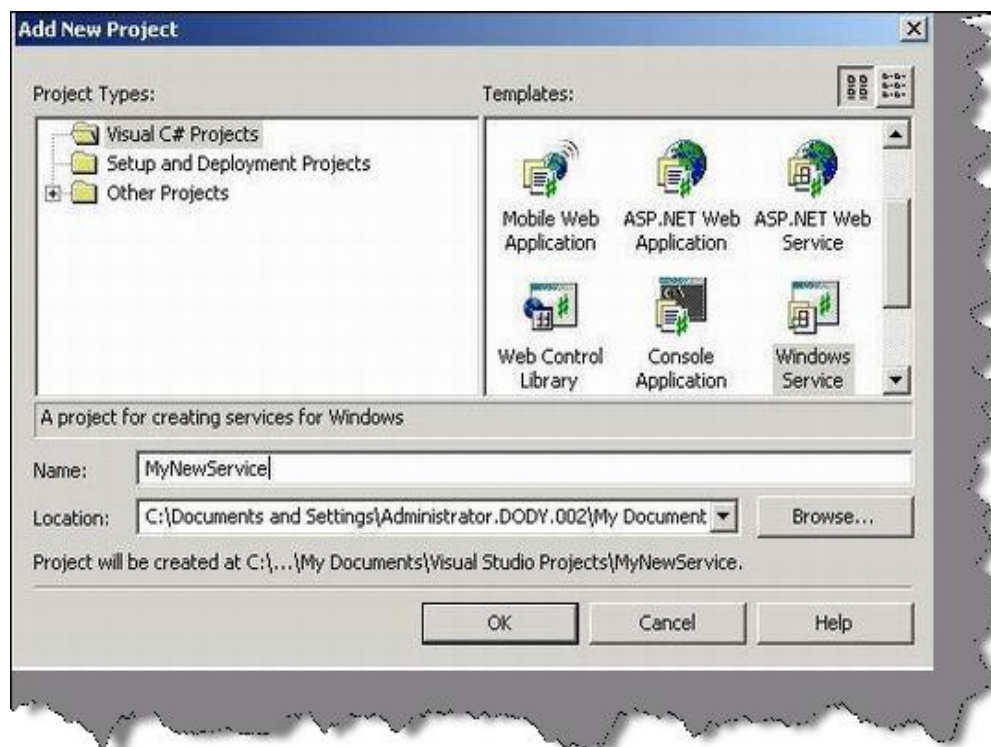 Add New Project
Project Types:
Templates:
Visual C# Projects
Setup and Deployment Projects
Other Projects
Mobile Web
Application
ASP.NET Web
Application
ASP.NET Web
Service
Web Control
Library
Console
Application
Windows
Service
A project for creating services for Windows
Name:
MyNewService
Location:
C:\Documents and Settings\Administrator.DODY.002\My Document
Browse...
Project will be created at C:\...\My Documents\Visual Studio Projects\MyNewService.
OK
Cancel
Help